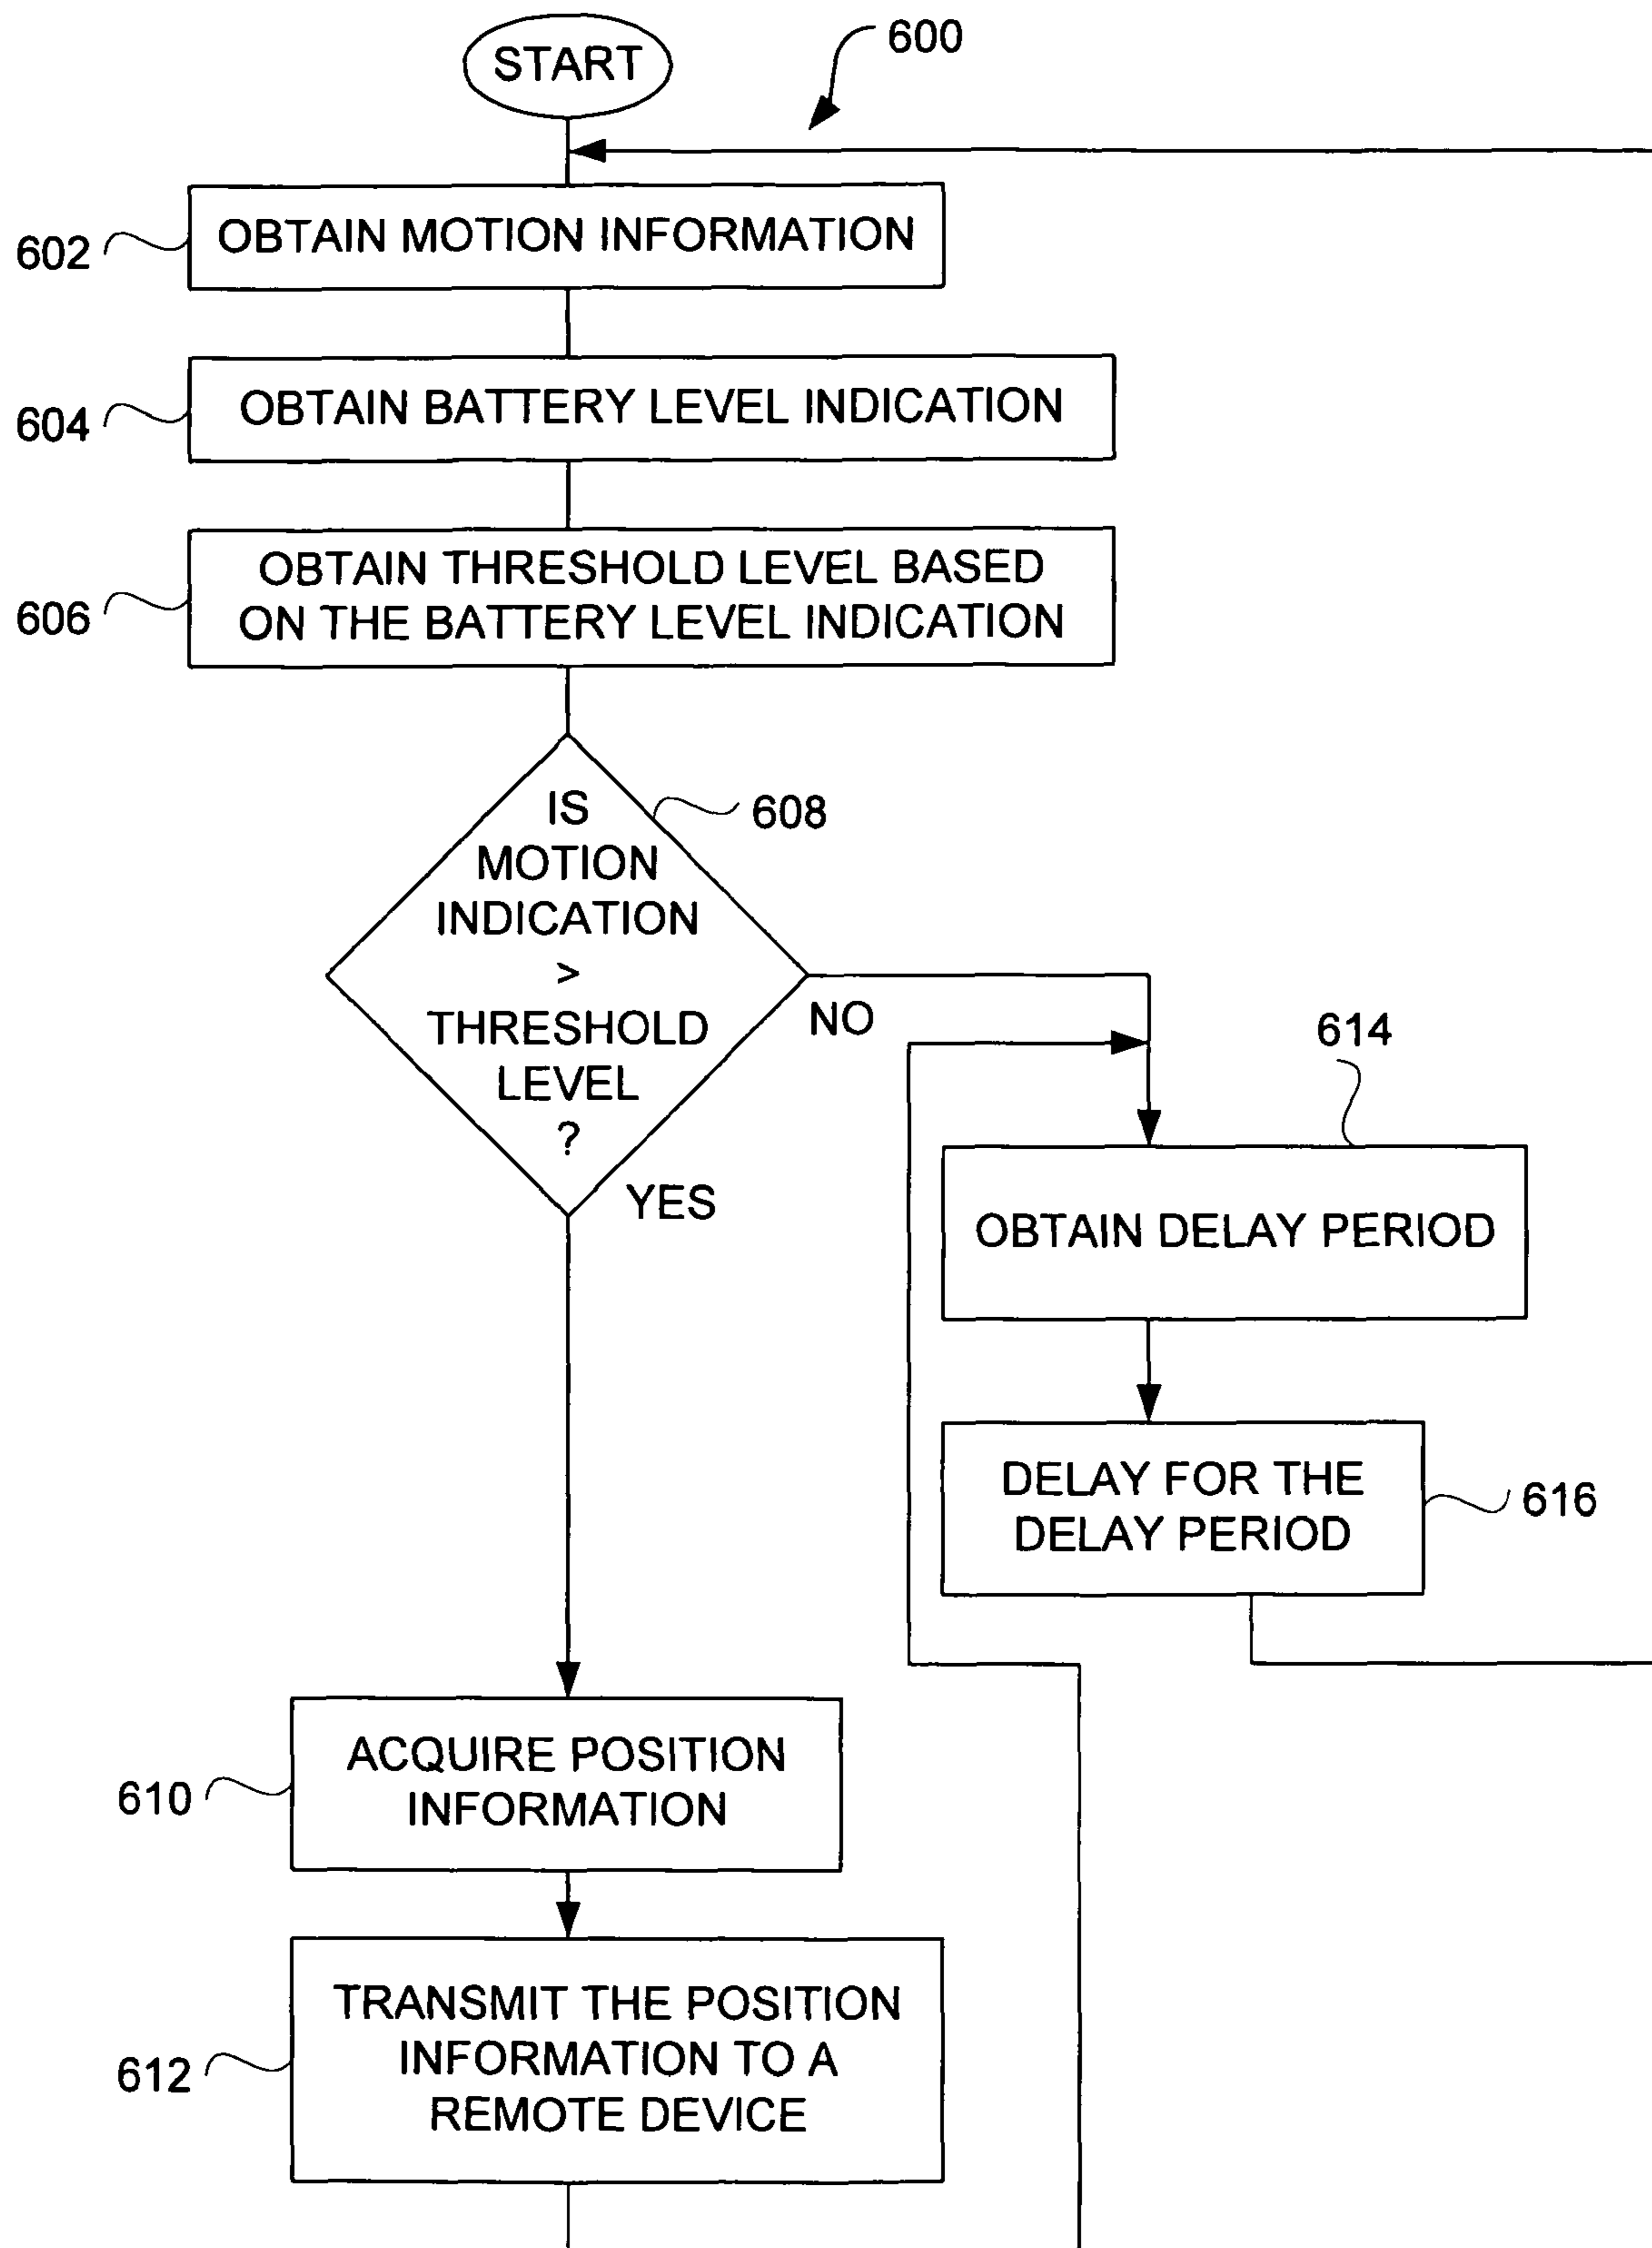 START
600
OBTAIN MOTION INFORMATION
602
OBTAIN BATTERY LEVEL INDICATION
604
OBTAIN THRESHOLD LEVEL BASED
ON THE BATTERY LEVEL INDICATION
606
IS
MOTION
INDICATION
>
THRESHOLD
LEVEL
?
608
NO
YES
614
OBTAIN DELAY PERIOD
DELAY FOR THE
DELAY PERIOD
616
ACQUIRE POSITION
INFORMATION
610
TRANSMIT THE POSITION
INFORMATION TO A
REMOTE DEVICE
612